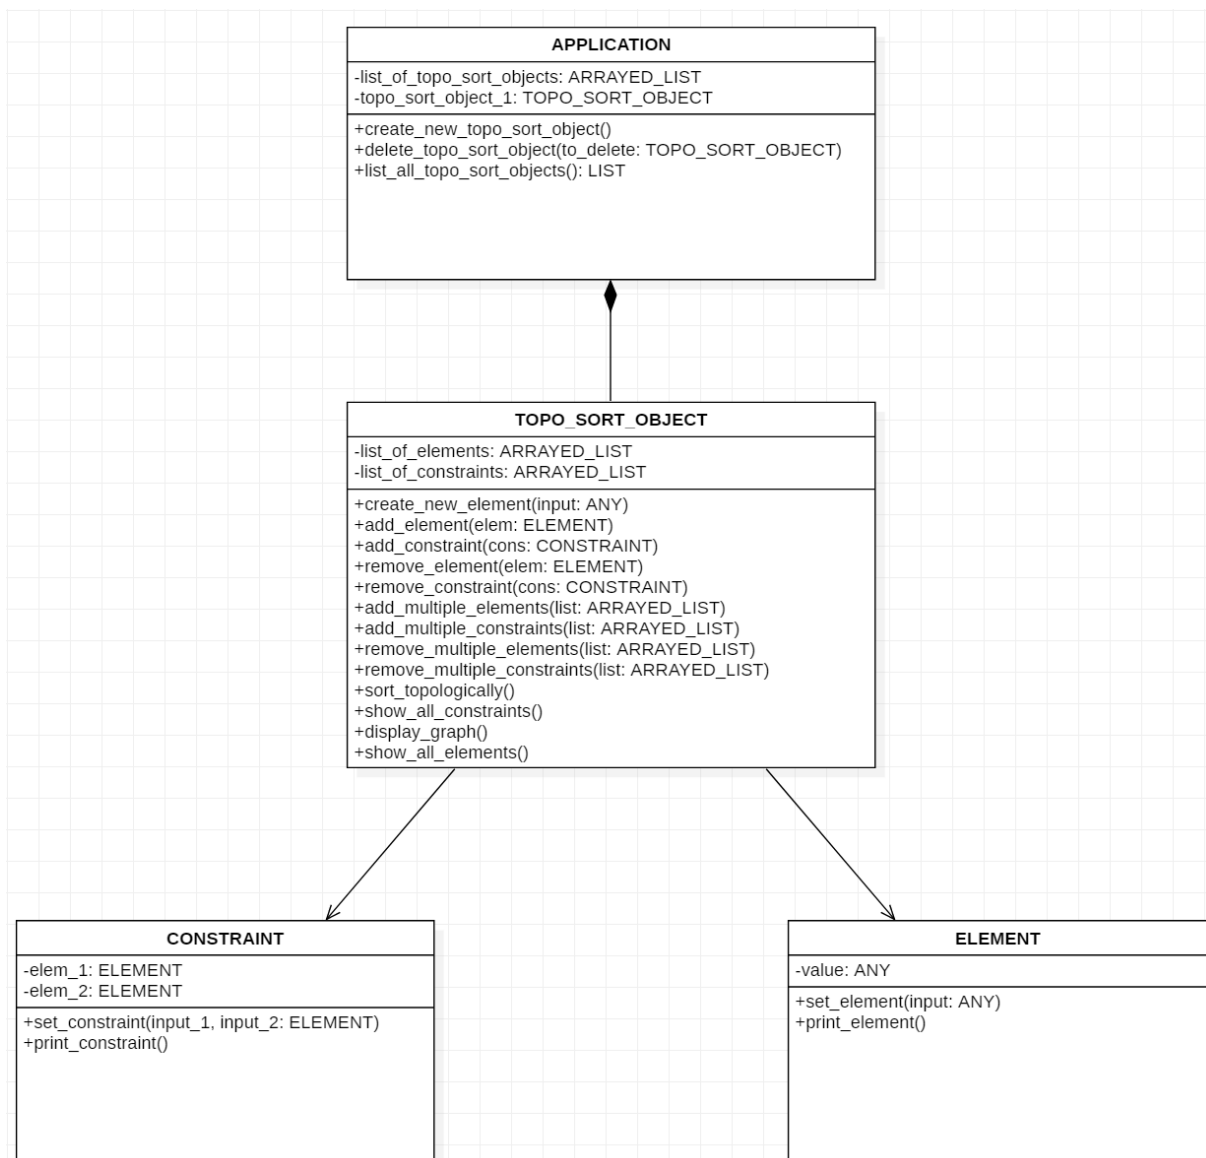 APPLICATION
-list_of_topo_sort_objects: ARRAYED_LIST
-topo_sort_object_1: TOPO_SORT_OBJECT
+create_new_topo_sort_object()
+delete_topo_sort_object(to_delete: TOPO_SORT_OBJECT)
+list_all_topo_sort_objects(): LIST
TOPO_SORT_OBJECT
-list_of_elements: ARRAYED_LIST
-list_of_constraints: ARRAYED_LIST
+create_new_element(input: ANY)
+add_element(elem: ELEMENT)
+add_constraint(cons: CONSTRAINT)
+remove_element(elem: ELEMENT)
+remove_constraint(cons: CONSTRAINT)
+add_multiple_elements(list: ARRAYED_LIST)
+add_multiple_constraints(list: ARRAYED_LIST)
+remove_multiple_elements(list: ARRAYED_LIST)
+remove_multiple_constraints(list: ARRAYED_LIST)
+sort_topologically()
+show_all_constraints()
+display_graph()
+show_all_elements()
CONSTRAINT
-elem_1: ELEMENT
-elem_2: ELEMENT
+set_constraint(input_1, input_2: ELEMENT)
+print_constraint()
ELEMENT
-value: ANY
+set_element(input: ANY)
+print_element()